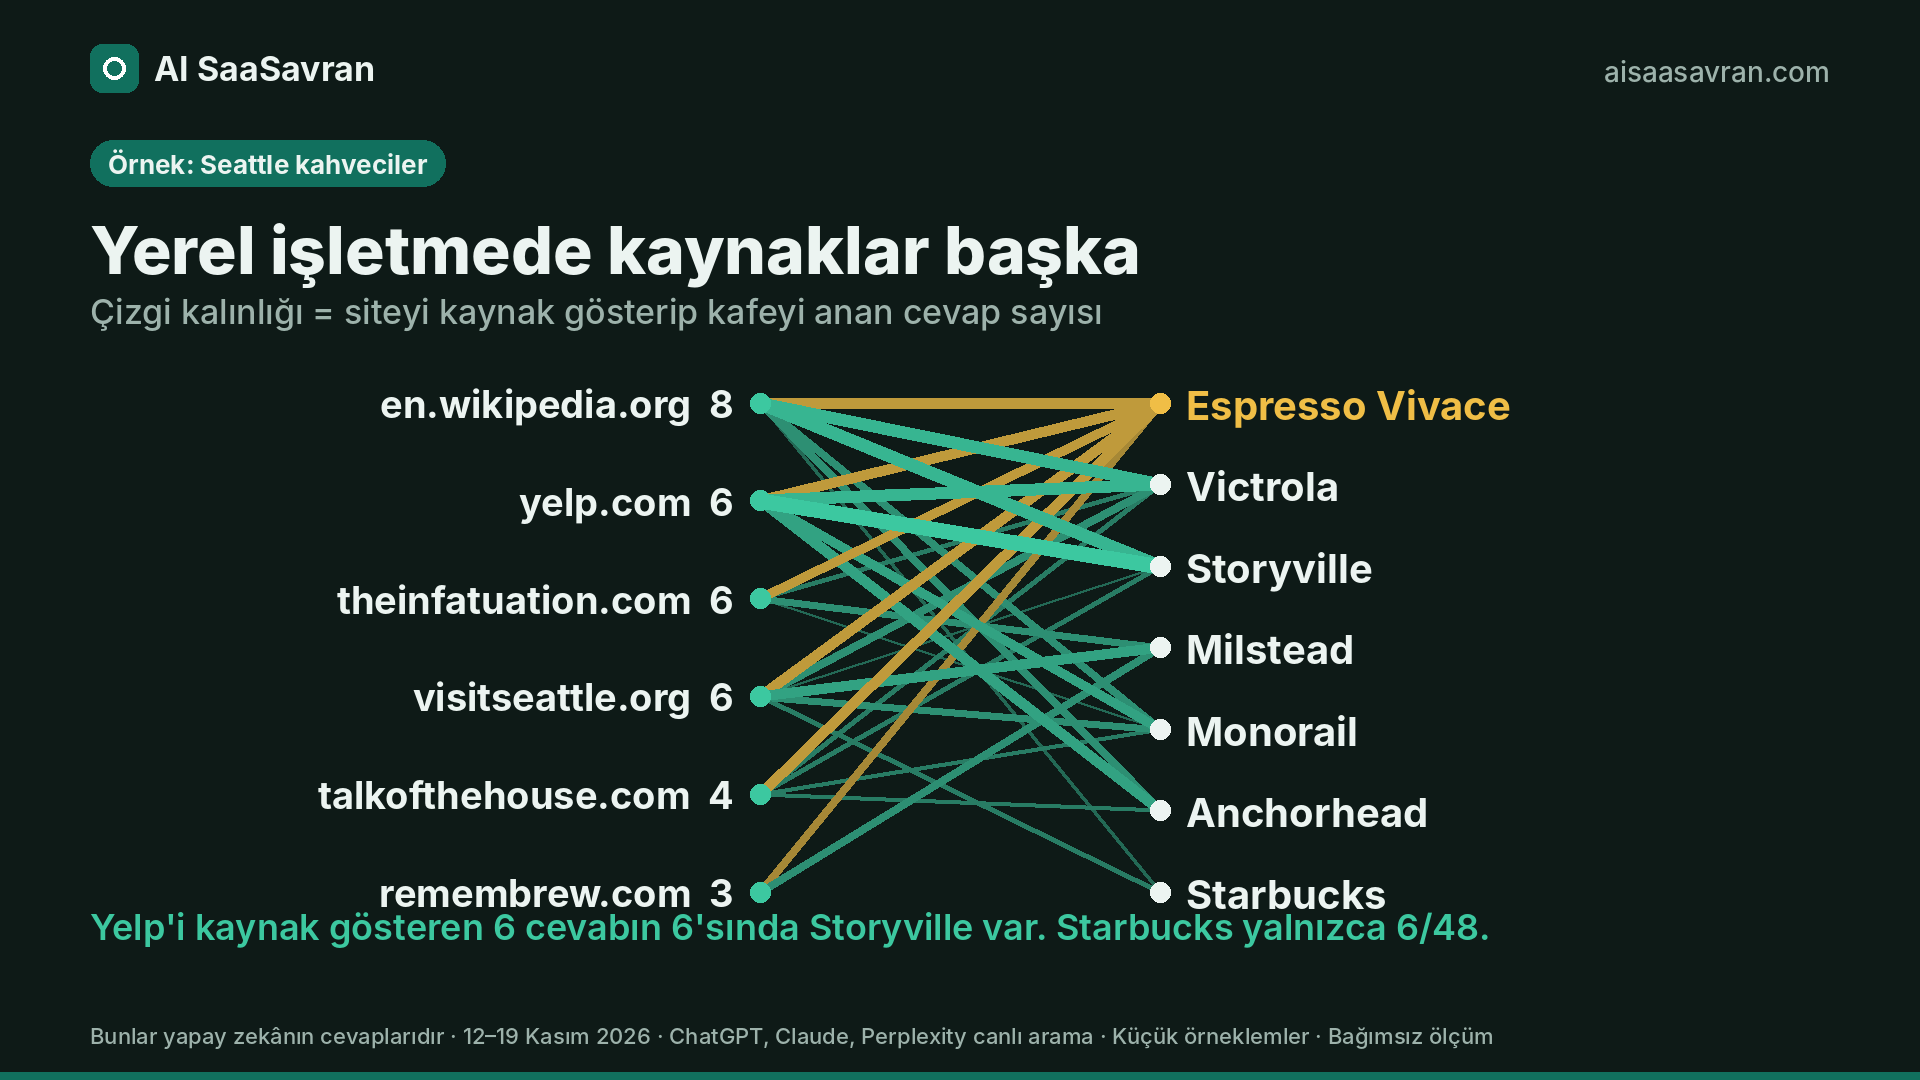 AI SaaSavran
aisaasavran.com
Örnek: Seattle kahveciler
Yerel işletmede kaynaklar başka
Çizgi kalınlığı = siteyi kaynak gösterip kafeyi anan cevap sayısı
en.wikipedia.org 8
Espresso Vivace
yelp.com 6
Victrola
Storyville
theinfatuation.com 6
Milstead
visitseattle.org 6
Monorail
talkofthehouse.com 4
Anchorhead
remembrew.com 3
Starbucks
Yelp'i kaynak gösteren 6 cevabın 6'sında Storyville var. Starbucks yalnızca 6/48.
Bunlar yapay zekânın cevaplarıdır · 12–19 Kasım 2026 · ChatGPT, Claude, Perplexity canlı arama · Küçük örneklemler · Bağımsız ölçüm